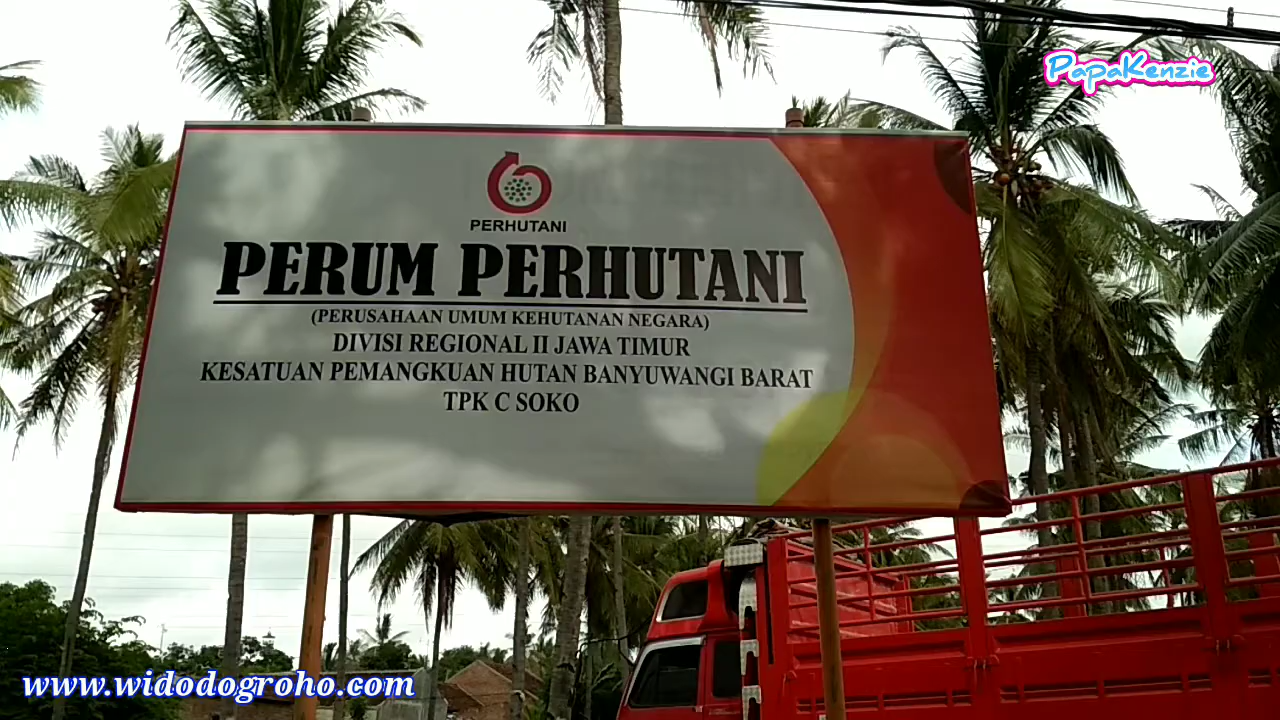 PapaKenzie
PERHUTANI
PERUM PERHUTANI
(PERUSAHAAN UMUM KEHUTANAN NEGARA)
DIVISI REGIONAL II JAWA TIMUR
KESATUAN PEMANGKUAN HUTAN BANYUWANGI BARAT
TPK C SOKO
www.widodogroho.com